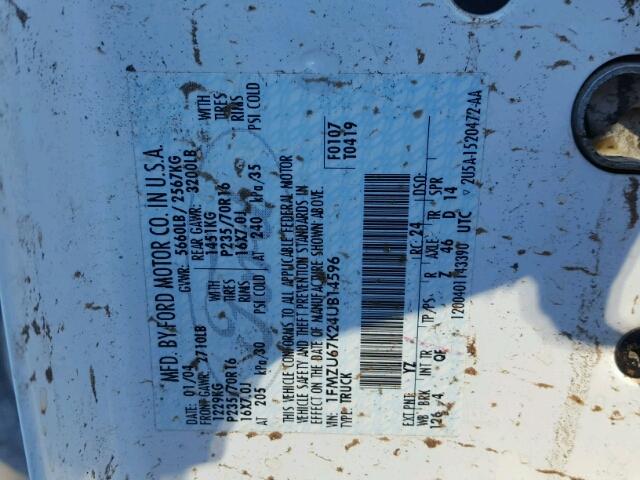 MFD. BY FORD MOTOR CO. IN U.S.A.
DATE: 01/04 GVWR: 5660LB/ 2567KG
FRONT GAWR: 2710LB REAR GAWR: 3200LB
1229KG 1451KG WITH
P235/70R16 P235/70R16 TIRES
16X7.0J 16X7.0J RIMS
AT 205 kPa/30 PSI COLD AT 240 kPa/35 PSI COLD
THIS VEHICLE CONFORMS TO ALL APPLICABLE FEDERAL MOTOR
VEHICLE SAFETY AND THEFT PREVENTION STANDARDS IN
EFFECT ON THE DATE OF MANUFACTURE SHOWN ABOVE.
VIN: 1FMZU67K24UB14596
TYPE: TRUCK
F0107
T0419
EXT PNT: YZ RC: 24 DSO:
WB BRK INT TR TP/PS R AXLE TR SPR
126 4 QF Z 46 D 14
UTC 2U5A-1520472-AA